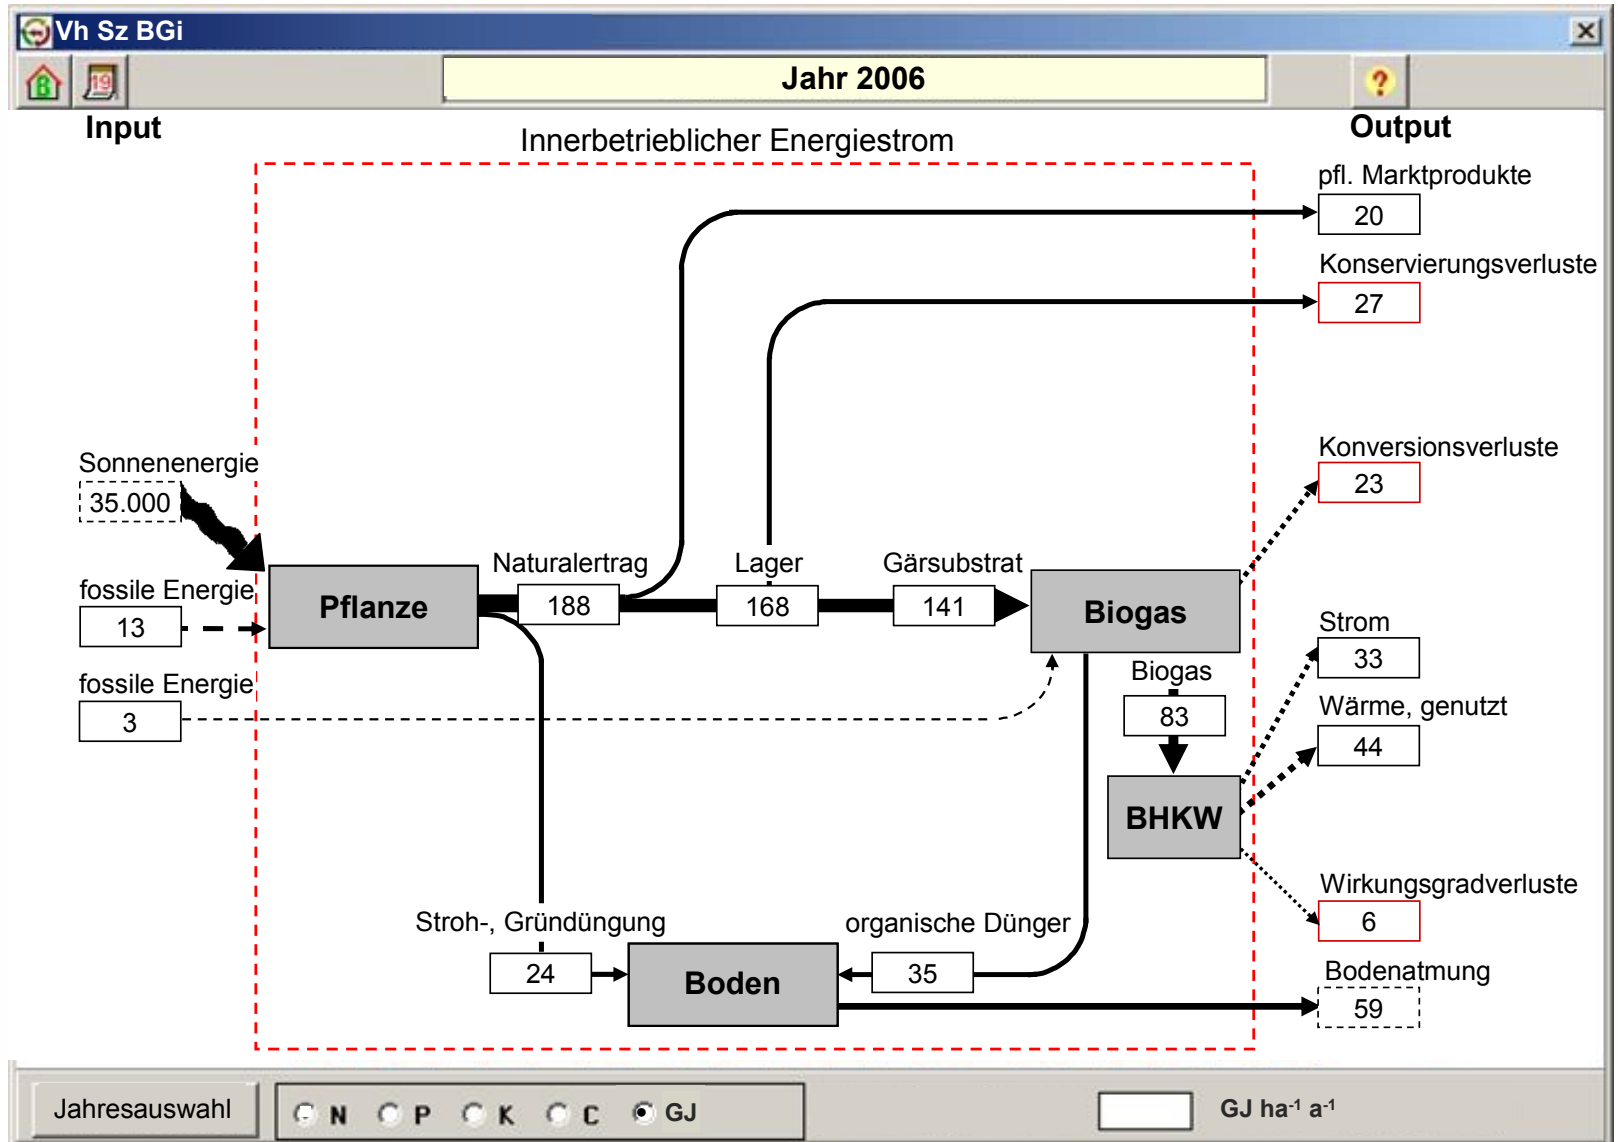 Vh Sz BGi
Jahr 2006
Input
Innerbetrieblicher Energiestrom
Output
pfl. Marktprodukte
20
Konservierungsverluste
27
Sonnenenergie
35.000
Konversionsverluste
23
fossile Energie
13
Pflanze
Naturalertrag
188
Lager
168
Gärsubstrat
141
Biogas
Strom
33
fossile Energie
3
Biogas
83
Wärme, genutzt
44
BHKW
Wirkungsgradverluste
6
Stroh-, Gründüngung
24
Boden
organische Dünger
35
Bodenatmung
59
Jahresauswahl
N P K C GJ
GJ ha-1 a-1
B
19
?